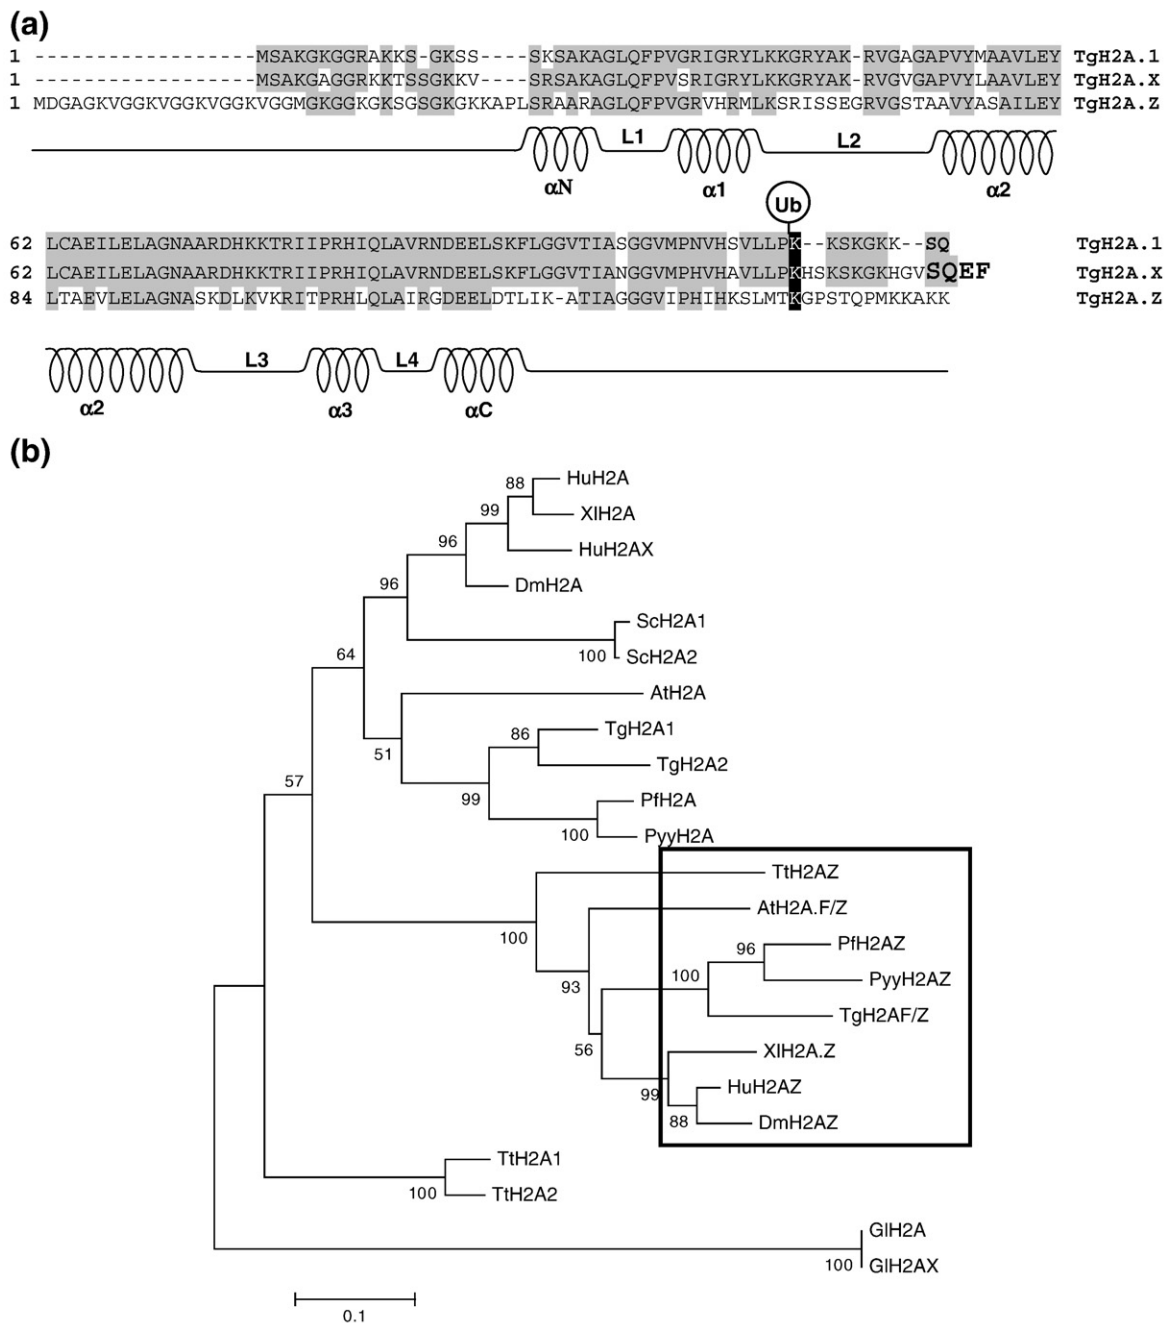 (a)
1 ------------------MSAKGKGGRAKKS-GKSS----SKSAKAGLQFPVGRIGRYLKKGRYAK-RVGAGAPVYMAAVLEY TgH2A.1
1 ------------------MSAKGAGGRKKTSSGKKV----SRSAKAGLQFPVSRIGRYLKKGRYAK-RVGVGAPVYLAAVLEY TgH2A.X
1 MDGAGKVGGKVGGKVGGKVGGMGKGGKGKSGSGKGKKAPLSRAARAGLQFPVGRVHRMLKSRISSEGRVGSTAAVYASAILEY TgH2A.Z
L1 L2
αN α1 α2
Ub
62 LCAEILELAGNAARDHKKTRIIPRHIQLAVRNDEELSKFLGGVTIASGGVMPNVHSVLLPK--KSKGKK--SQ TgH2A.1
62 LCAEILELAGNAARDHKKTRIIPRHIQLAVRNDEELSKFLGGVTIANGGVMPHVHAVLLPKHSKSKGKHGVSQEF TgH2A.X
84 LTAEVLELAGNASKDLKVKRITPRHLQLAIRGDEELDTLIK-ATIAGGGVIPHIHKSLMTKGPSTQPMKKAKK TgH2A.Z
L3 L4
α2 α3 αC
(b)
HuH2A
88
XlH2A
99
HuH2AX
96
DmH2A
96
ScH2A1
100 ScH2A2
64
AtH2A
TgH2A1
86
51
TgH2A2
57
PfH2A
99
100 PyyH2A
TtH2AZ
AtH2A.F/Z
100
PfH2AZ
96
100
PyyH2AZ
93
TgH2AF/Z
56
XlH2A.Z
99
HuH2AZ
88 DmH2AZ
TtH2A1
100 TtH2A2
GlH2A
100 GlH2AX
0.1